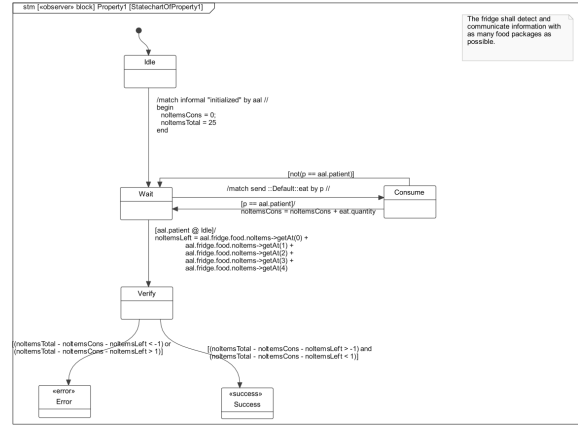 stm [«observer» block] Property1 [StatechartOfProperty1]
The fridge shall detect and
communicate information with
as many food packages as
possible.
Idle
/match informal "initialized" by aal //
begin
noItemsCons = 0;
noItemsTotal = 25
end
[not(p == aal.patient)]
Wait
/match send ::Default::eat by p //
Consume
[p == aal.patient]/
noItemsCons = noItemsCons + eat.quantity
[aal.patient @ Idle]/
noItemsLeft = aal.fridge.food.noItems->getAt(0) +
aal.fridge.food.noItems->getAt(1) +
aal.fridge.food.noItems->getAt(2) +
aal.fridge.food.noItems->getAt(3) +
aal.fridge.food.noItems->getAt(4)
Verify
[(noItemsTotal - noItemsCons - noItemsLeft < -1) or
(noItemsTotal - noItemsCons - noItemsLeft > 1)]
[(noItemsTotal - noItemsCons - noItemsLeft > -1) and
(noItemsTotal - noItemsCons - noItemsLeft < 1)]
«error»
Error
«success»
Success